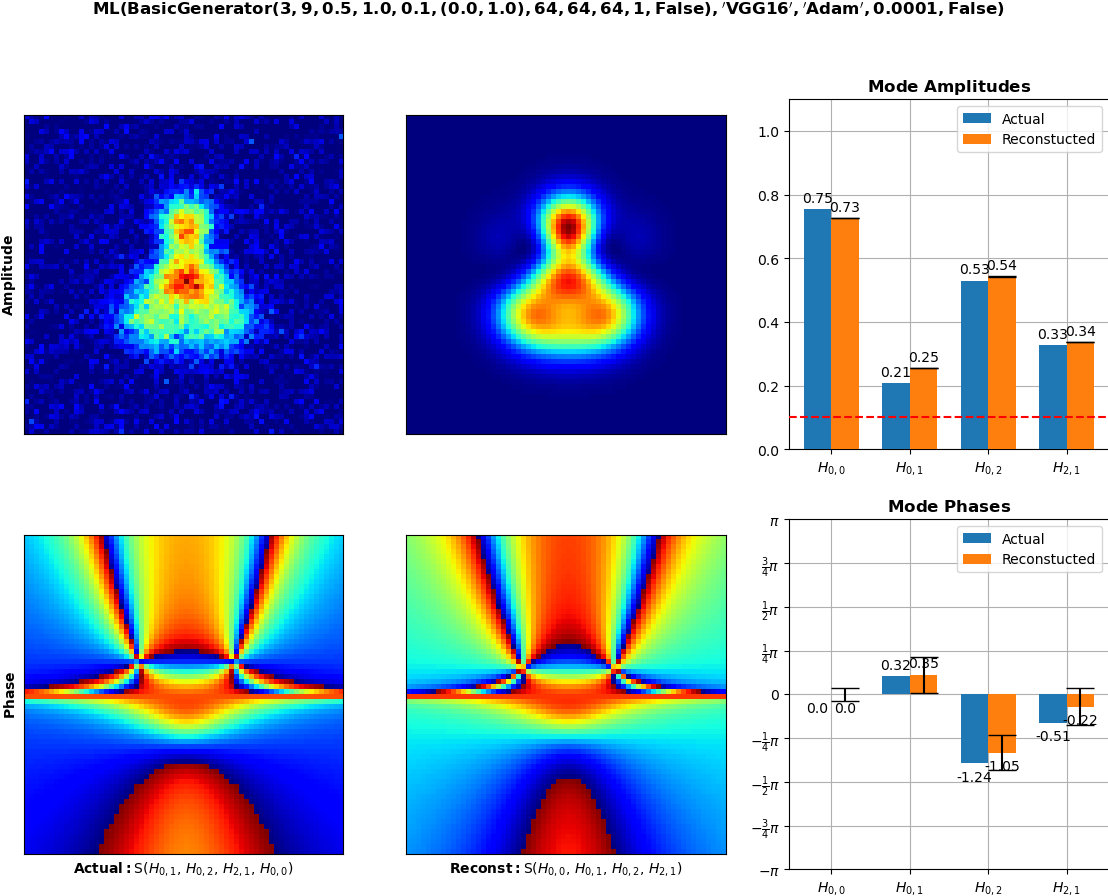 ML(BasicGenerator(3, 9, 0.5, 1.0, 0.1, (0.0, 1.0), 64, 64, 64, 1, False), ′VGG16′, ′Adam′, 0.0001, False)
Amplitude
Mode Amplitudes
Actual
Reconstucted
1.0
0.8
0.6
0.4
0.2
0.0
0.75
0.73
0.21
0.25
0.53
0.54
0.33
0.34
H0,0
H0,1
H0,2
H2,1
Phase
Actual: S(H0,1, H0,2, H2,1, H0,0)
Reconst: S(H0,0, H0,1, H0,2, H2,1)
Mode Phases
Actual
Reconstucted
π
3/4π
1/2π
1/4π
0
−1/4π
−1/2π
−3/4π
−π
0.0
0.0
0.32
0.35
-1.24
-1.05
-0.51
-0.22
H0,0
H0,1
H0,2
H2,1